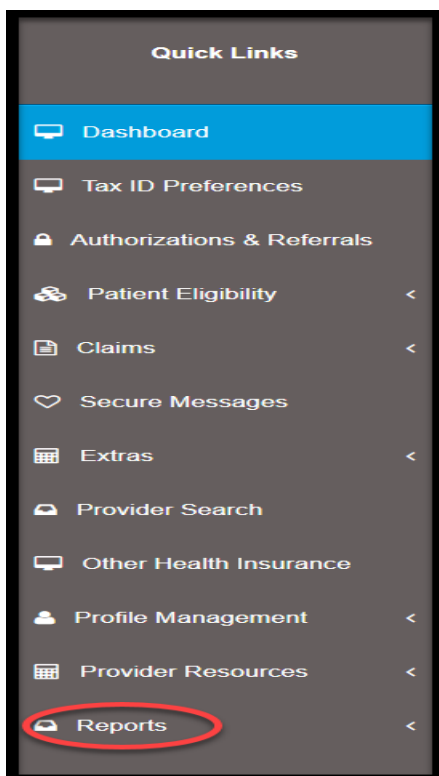 Quick Links
Dashboard
Tax ID Preferences
Authorizations & Referrals
Patient Eligibility <
Claims <
Secure Messages
Extras <
Provider Search
Other Health Insurance
Profile Management <
Provider Resources <
Reports <